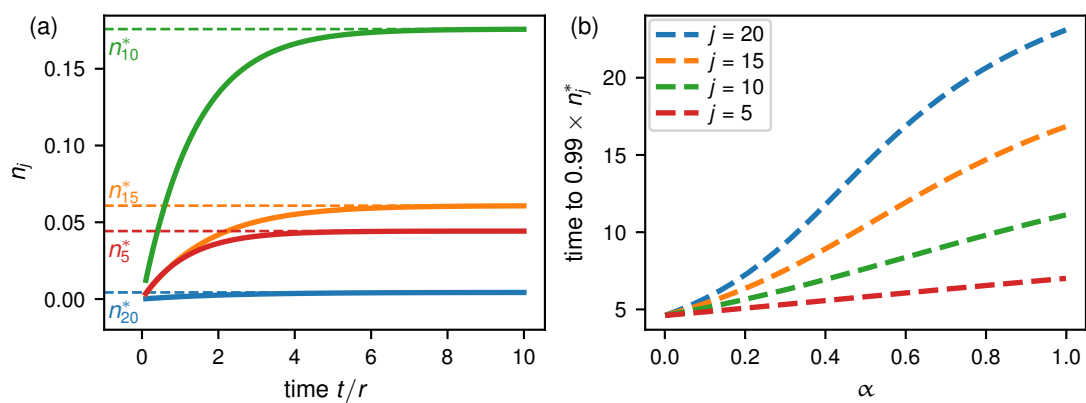 (a)
n*10
n*15
n*5
n*20
0.15
0.10
0.05
0.00
nj
0 2 4 6 8 10
time t/r
(b)
j = 20
j = 15
j = 10
j = 5
20
15
10
5
time to 0.99 × n*j
0.0 0.2 0.4 0.6 0.8 1.0
α